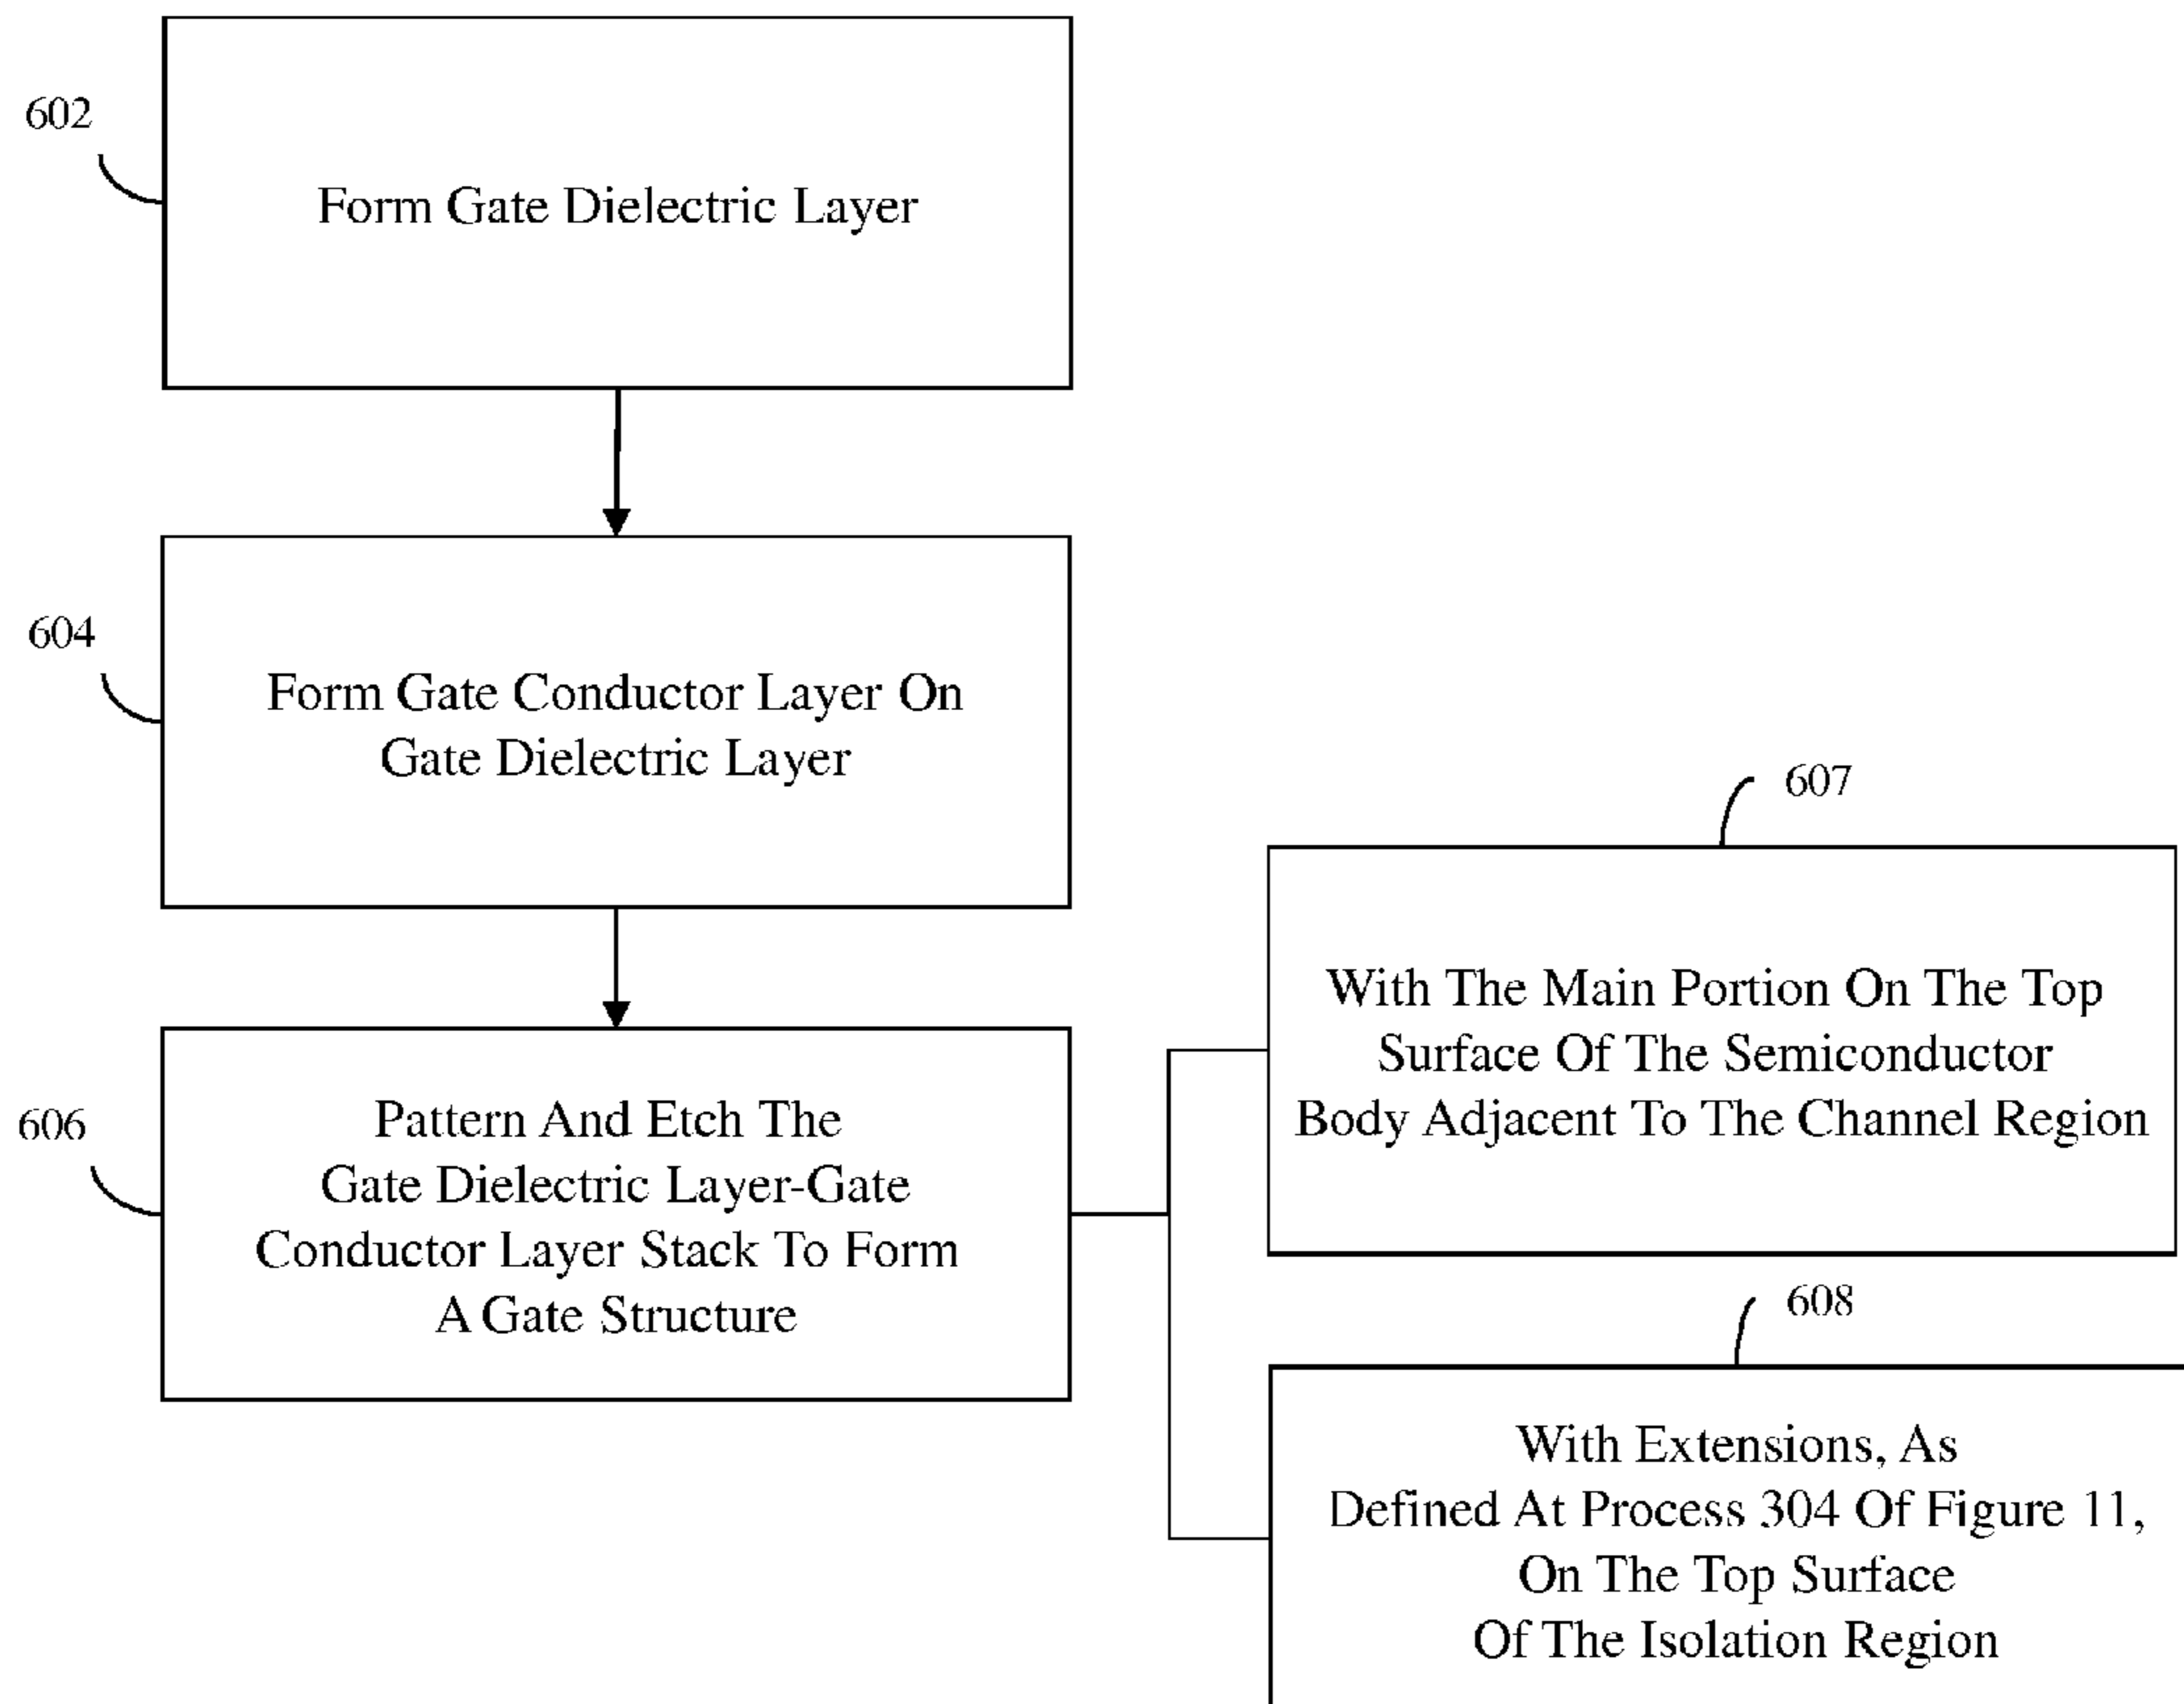 602
Form Gate Dielectric Layer
604
Form Gate Conductor Layer On
Gate Dielectric Layer
606
Pattern And Etch The
Gate Dielectric Layer-Gate
Conductor Layer Stack To Form
A Gate Structure
607
With The Main Portion On The Top
Surface Of The Semiconductor
Body Adjacent To The Channel Region
608
With Extensions, As
Defined At Process 304 Of Figure 11,
On The Top Surface
Of The Isolation Region